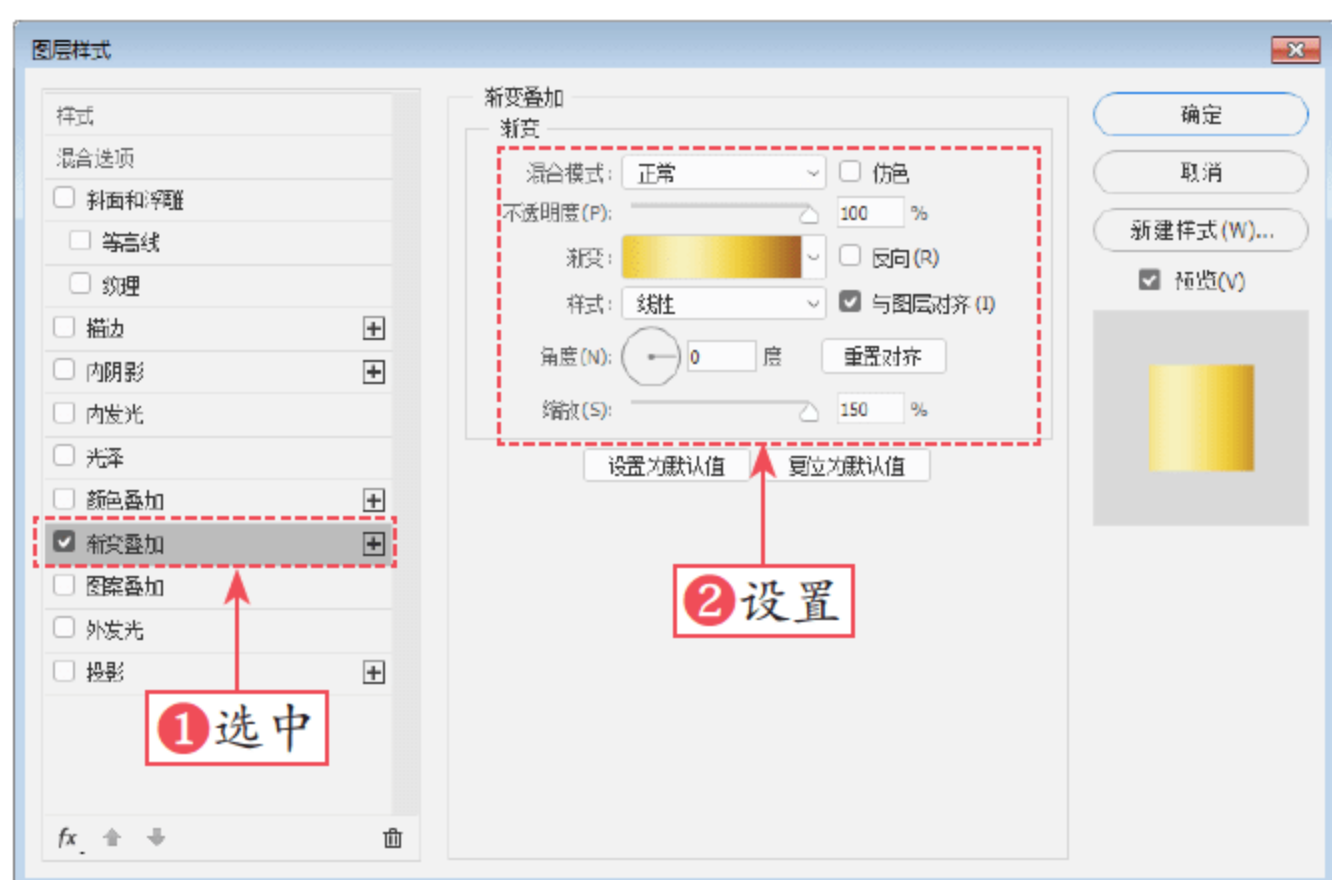 图层样式
样式
混合选项
斜面和浮雕
等高线
纹理
描边
内阴影
内发光
光泽
颜色叠加
渐变叠加
图案叠加
外发光
投影
❶选中
fx
渐变叠加
渐变
混合模式: 正常 仿色
不透明度(P): 100 %
渐变: 反向(R)
样式: 线性 与图层对齐(I)
角度(N): 0 度 重置对齐
缩放(S): 150 %
设置为默认值 复位为默认值
❷设置
确定
取消
新建样式(W)...
预览(V)